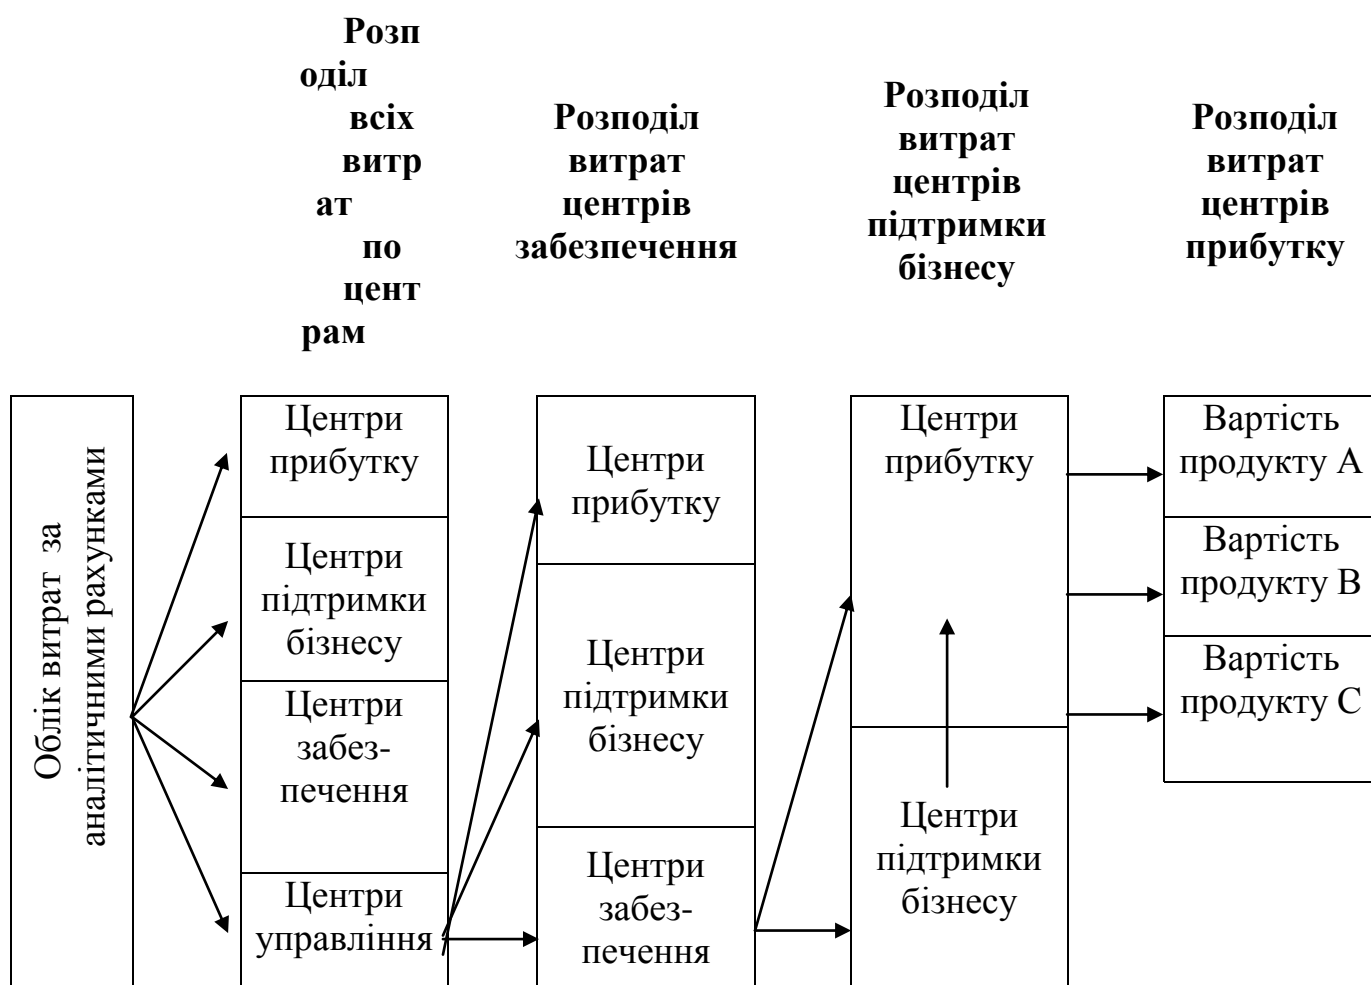 Розп
оділ
всіх
витр
ат
по
цент
рам
Розподіл
витрат
центрів
забезпечення
Розподіл
витрат
центрів
підтримки
бізнесу
Розподіл
витрат
центрів
прибутку
Облік витрат за
аналітичними рахунками
Центри
прибутку
Центри
підтримки
бізнесу
Центри
забез-
печення
Центри
управління
Центри
прибутку
Центри
підтримки
бізнесу
Центри
забез-
печення
Центри
прибутку
Центри
підтримки
бізнесу
Вартість
продукту А
Вартість
продукту В
Вартість
продукту С